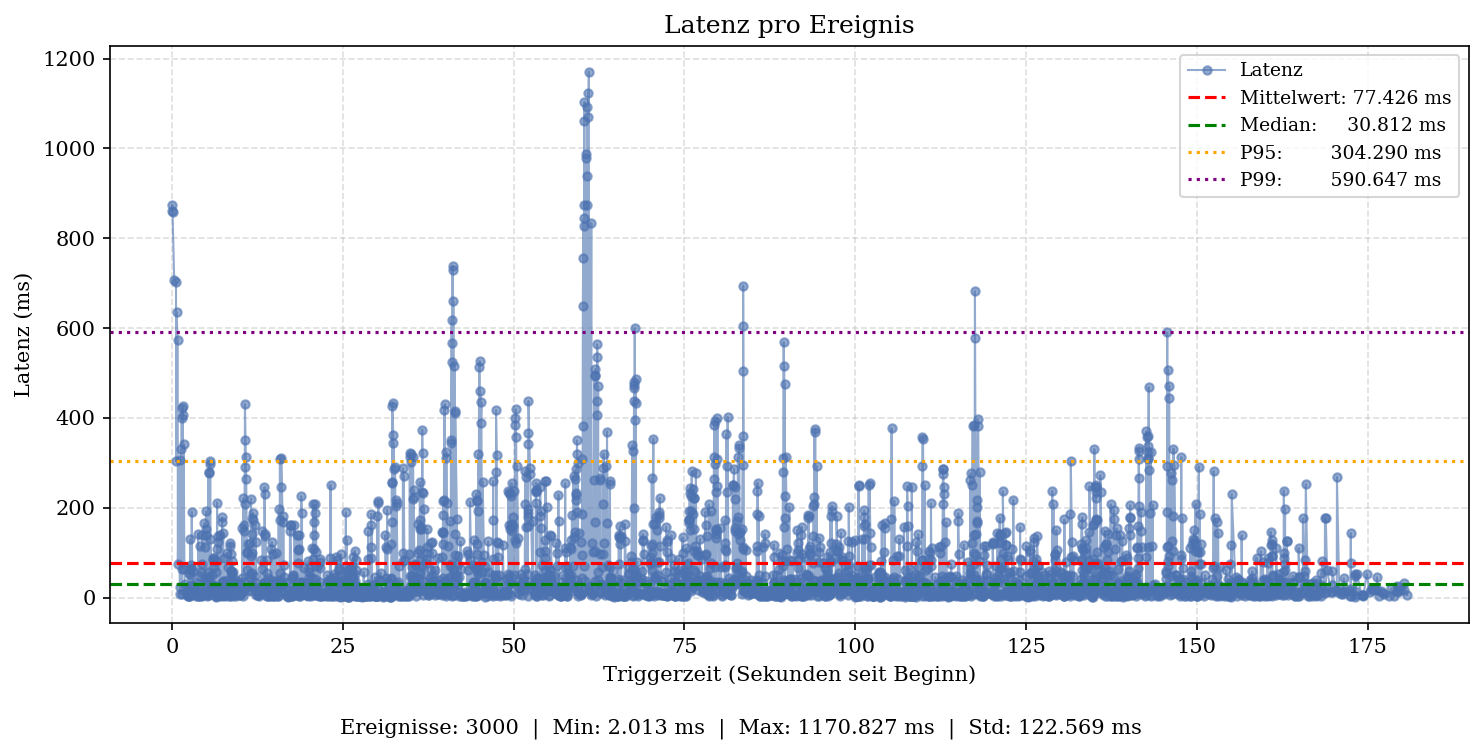 Latenz pro Ereignis
1200
1000
800
600
400
200
0
Latenz (ms)
Latenz
Mittelwert: 77.426 ms
Median: 30.812 ms
P95: 304.290 ms
P99: 590.647 ms
0 25 50 75 100 125 150 175
Triggerzeit (Sekunden seit Beginn)
Ereignisse: 3000 | Min: 2.013 ms | Max: 1170.827 ms | Std: 122.569 ms